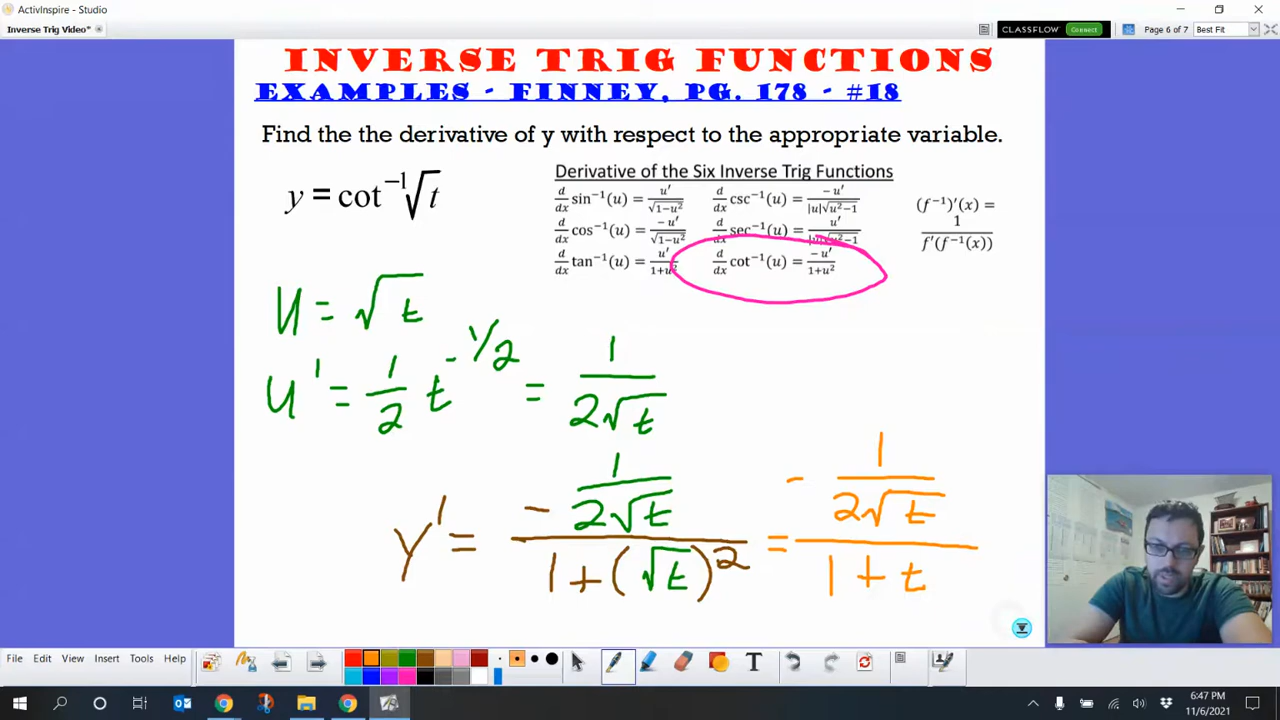 ActivInspire - Studio
Inverse Trig Video*
CLASSFLOW Connect
Page 6 of 7
Best Fit
INVERSE TRIG FUNCTIONS
EXAMPLES - FINNEY, PG. 178 - #18
Find the the derivative of y with respect to the appropriate variable.
y = cot⁻¹√t
Derivative of the Six Inverse Trig Functions
d/dx sin⁻¹(u) = u'/√(1−u²) d/dx csc⁻¹(u) = −u'/(|u|√(u²−1))
d/dx cos⁻¹(u) = −u'/√(1−u²) d/dx sec⁻¹(u) = u'/(|u|√(u²−1))
d/dx tan⁻¹(u) = u'/(1+u²) d/dx cot⁻¹(u) = −u'/(1+u²)
(f⁻¹)'(x) =
1/f'(f⁻¹(x))
u = √t
u' = 1/2 t^(-1/2) = 1/(2√t)
y' = (- 1/(2√t))/(1 + (√t)²) = (- 1/(2√t))/(1 + t)
File Edit View Insert Tools Help
6:47 PM
11/6/2021